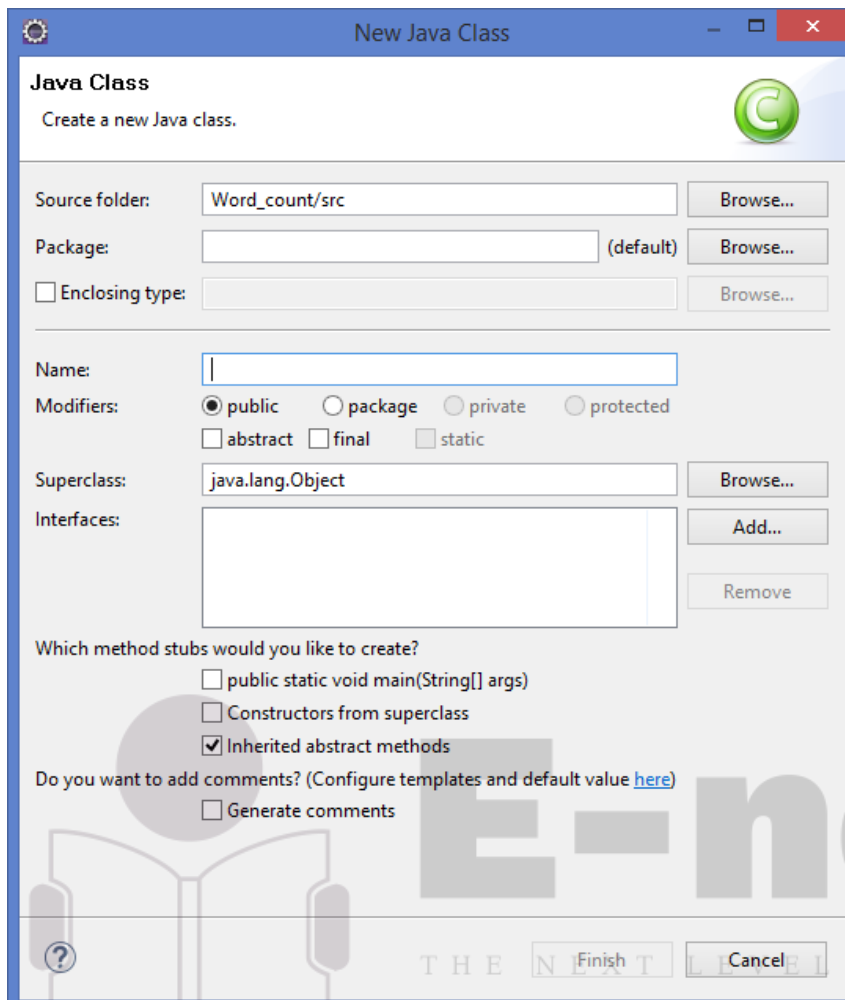 New Java Class
Java Class
Create a new Java class.
Source folder: Word_count/src Browse...
Package: (default) Browse...
Enclosing type: Browse...
Name:
Modifiers: public package private protected
abstract final static
Superclass: java.lang.Object Browse...
Interfaces: Add...
Remove
Which method stubs would you like to create?
public static void main(String[] args)
Constructors from superclass
Inherited abstract methods
Do you want to add comments? (Configure templates and default value here)
Generate comments
E-n
? Finish Cancel
THE NEXT LEVEL